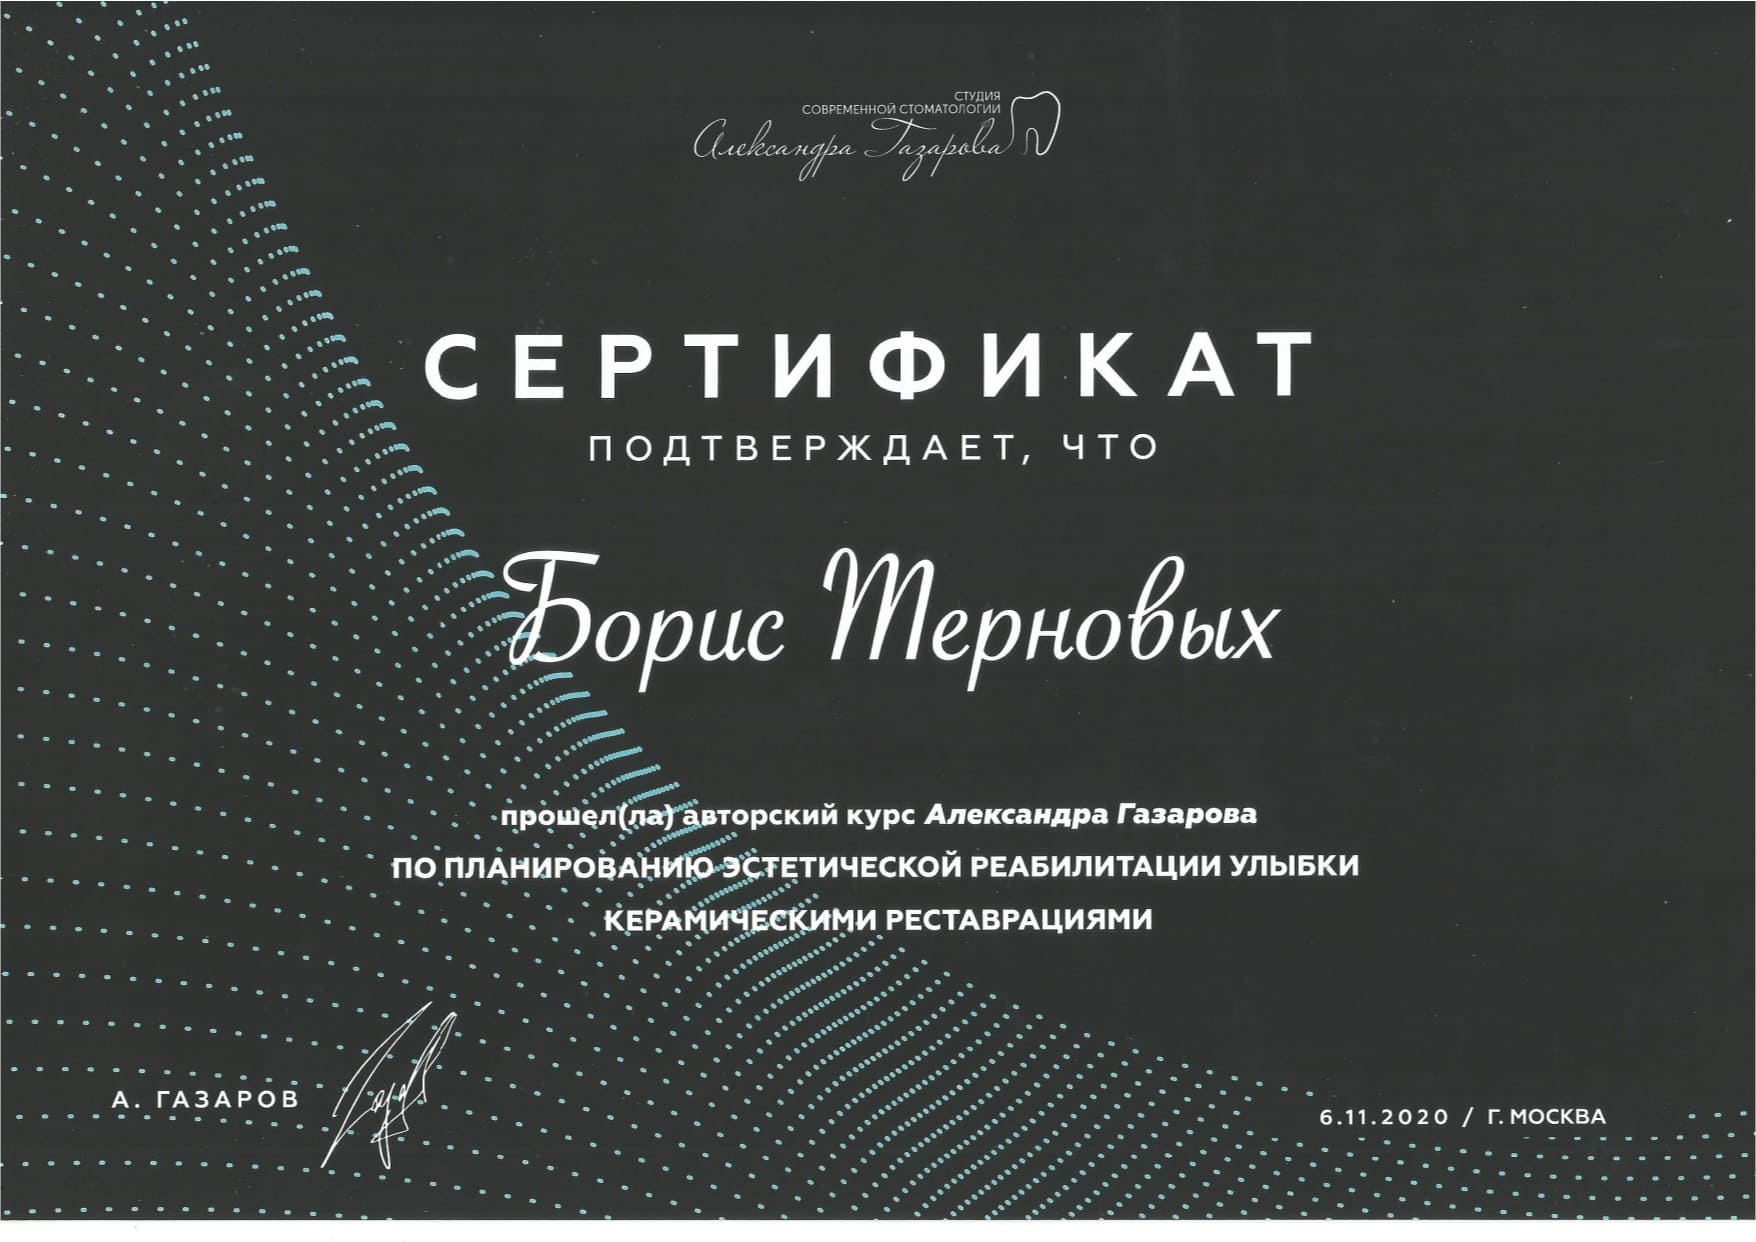 СТУДИЯ
СОВРЕМЕННОЙ СТОМАТОЛОГИИ
Александра Газарова
СЕРТИФИКАТ
ПОДТВЕРЖДАЕТ, ЧТО
Борис Терновых
прошел(ла) авторский курс Александра Газарова
ПО ПЛАНИРОВАНИЮ ЭСТЕТИЧЕСКОЙ РЕАБИЛИТАЦИИ УЛЫБКИ
КЕРАМИЧЕСКИМИ РЕСТАВРАЦИЯМИ
А. ГАЗАРОВ
6.11.2020 / Г. МОСКВА